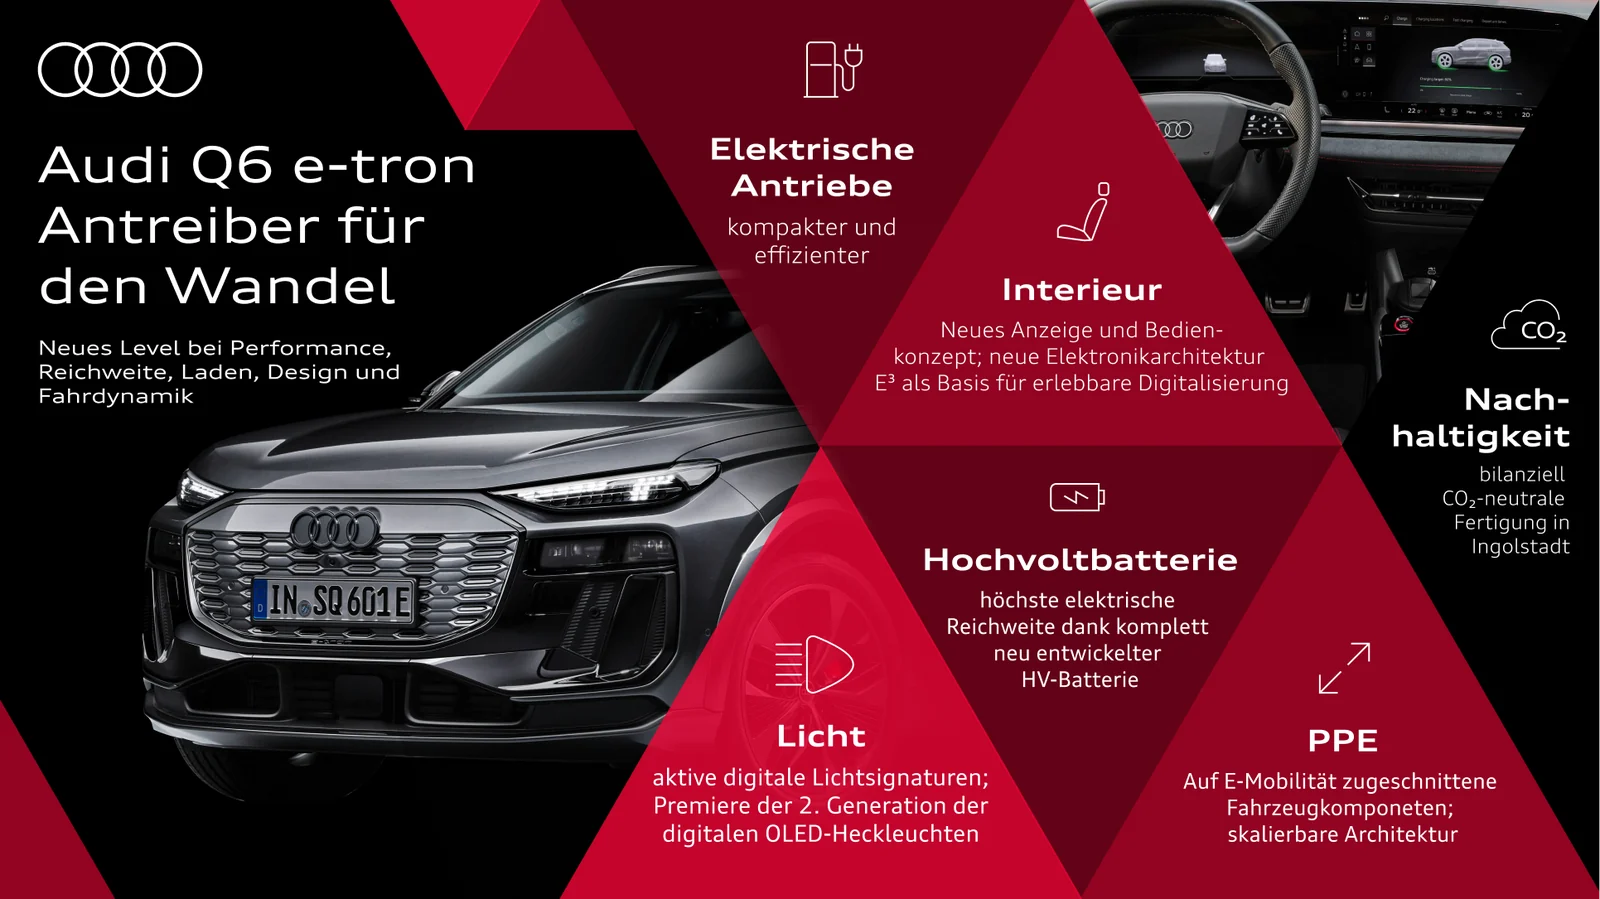 Audi Q6 e-tron
Antreiber für
den Wandel
Neues Level bei Performance,
Reichweite, Laden, Design und
Fahrdynamik
Elektrische
Antriebe
kompakter und
effizienter
Interieur
Neues Anzeige und Bedien-
konzept; neue Elektronikarchitektur
E³ als Basis für erlebbare Digitalisierung
CO₂
Nach-
haltigkeit
bilanziell
CO₂-neutrale
Fertigung in
Ingolstadt
Hochvoltbatterie
höchste elektrische
Reichweite dank komplett
neu entwickelter
HV-Batterie
Licht
aktive digitale Lichtsignaturen;
Premiere der 2. Generation der
digitalen OLED-Heckleuchten
PPE
Auf E-Mobilität zugeschnittene
Fahrzeugkomponeten;
skalierbare Architektur
D IN SQ601E